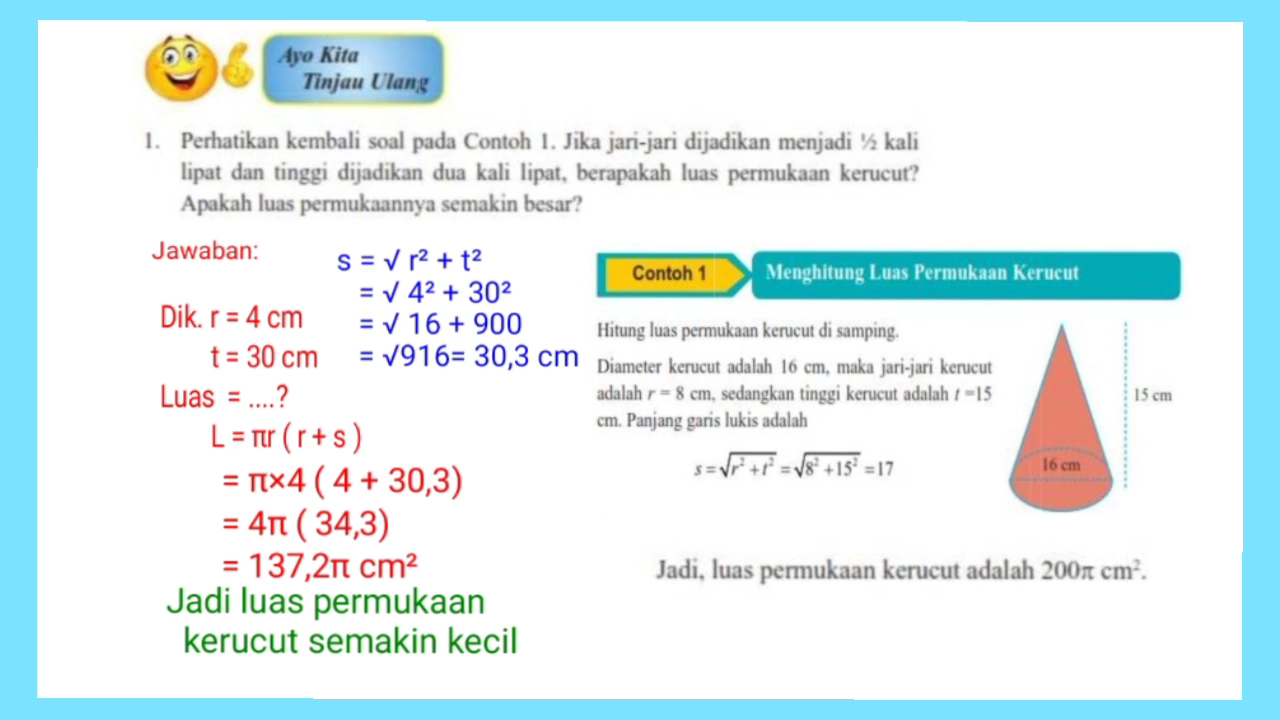 Ayo Kita
Tinjau Ulang
1. Perhatikan kembali soal pada Contoh 1. Jika jari-jari dijadikan menjadi ½ kali
lipat dan tinggi dijadikan dua kali lipat, berapakah luas permukaan kerucut?
Apakah luas permukaannya semakin besar?
Jawaban:
Dik. r = 4 cm
t = 30 cm
Luas = ....?
L = πr ( r + s )
= π×4 ( 4 + 30,3)
= 4π ( 34,3)
= 137,2π cm²
Jadi luas permukaan
kerucut semakin kecil
s = √ r² + t²
= √ 4² + 30²
= √ 16 + 900
= √916= 30,3 cm
Contoh 1
Menghitung Luas Permukaan Kerucut
Hitung luas permukaan kerucut di samping.
Diameter kerucut adalah 16 cm, maka jari-jari kerucut
adalah r = 8 cm, sedangkan tinggi kerucut adalah t =15
cm. Panjang garis lukis adalah
s = √r² + t² = √8² + 15² = 17
15 cm
16 cm
Jadi, luas permukaan kerucut adalah 200π cm².